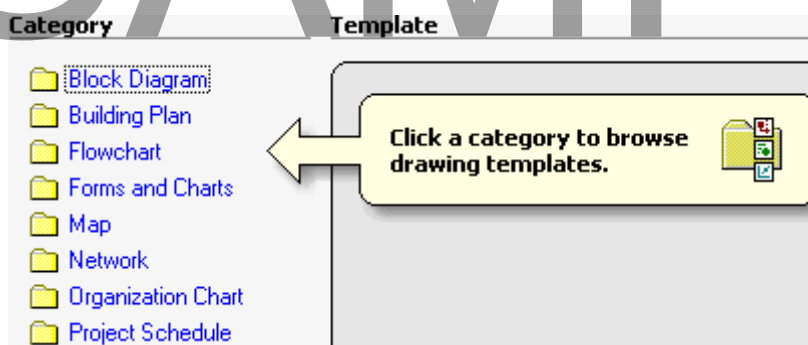 Category
Template
Block Diagram
Building Plan
Flowchart
Forms and Charts
Map
Network
Organization Chart
Project Schedule
Click a category to browse
drawing templates.